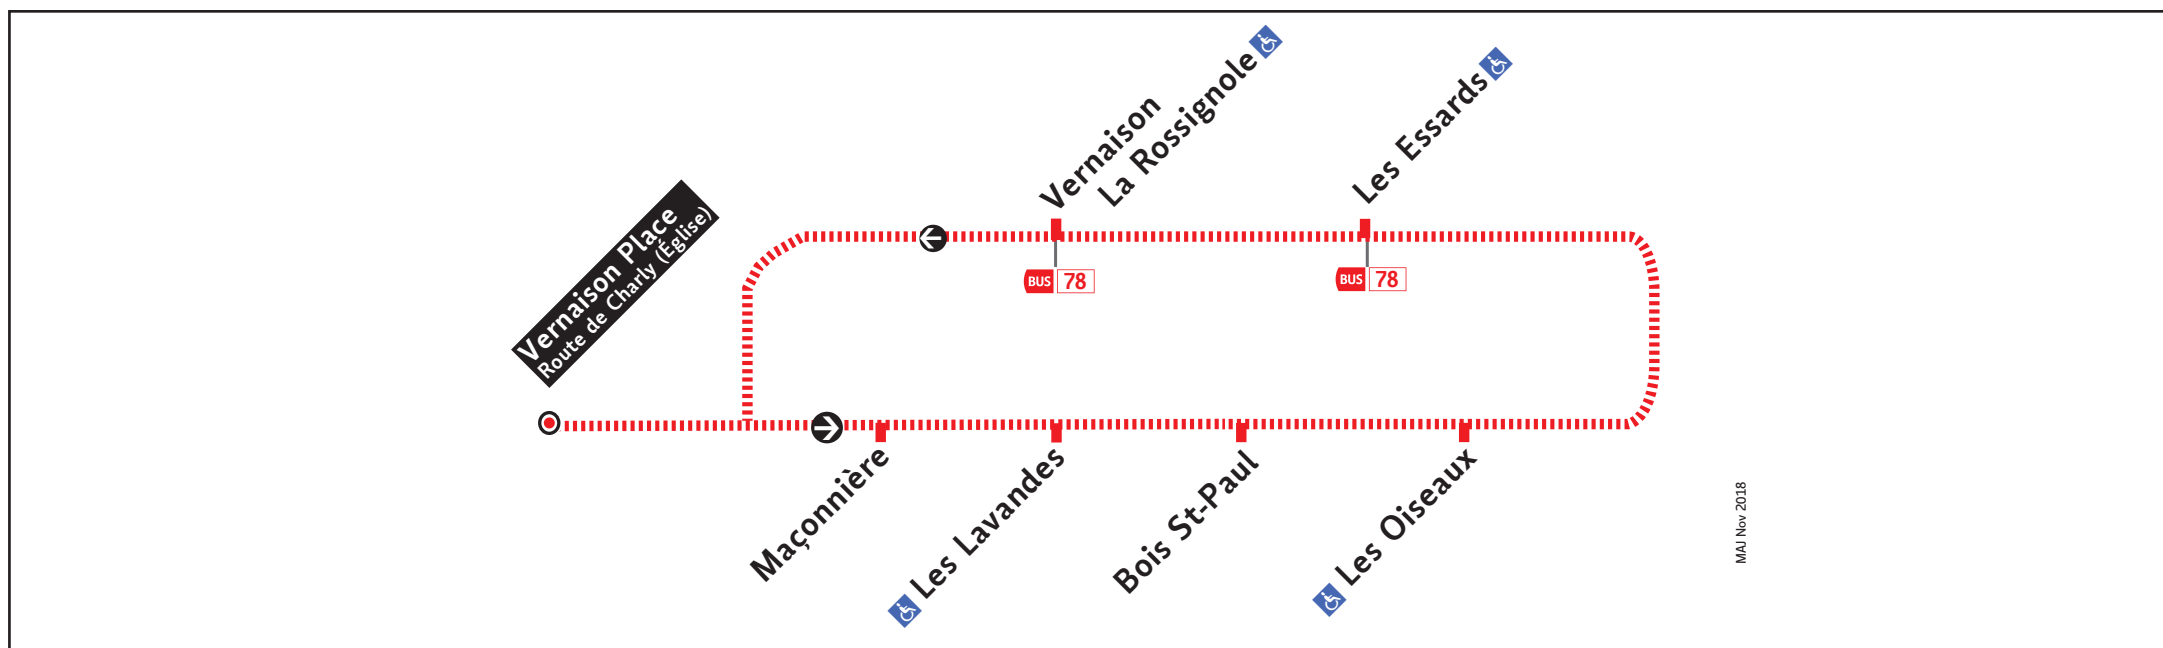 Vernaison Place
Route de Charly (Église)
Vernaison
La Rossignole
Les Essards
BUS 78
BUS 78
Maçonnière
Les Lavandes
Bois St-Paul
Les Oiseaux
MAJ Nov 2018